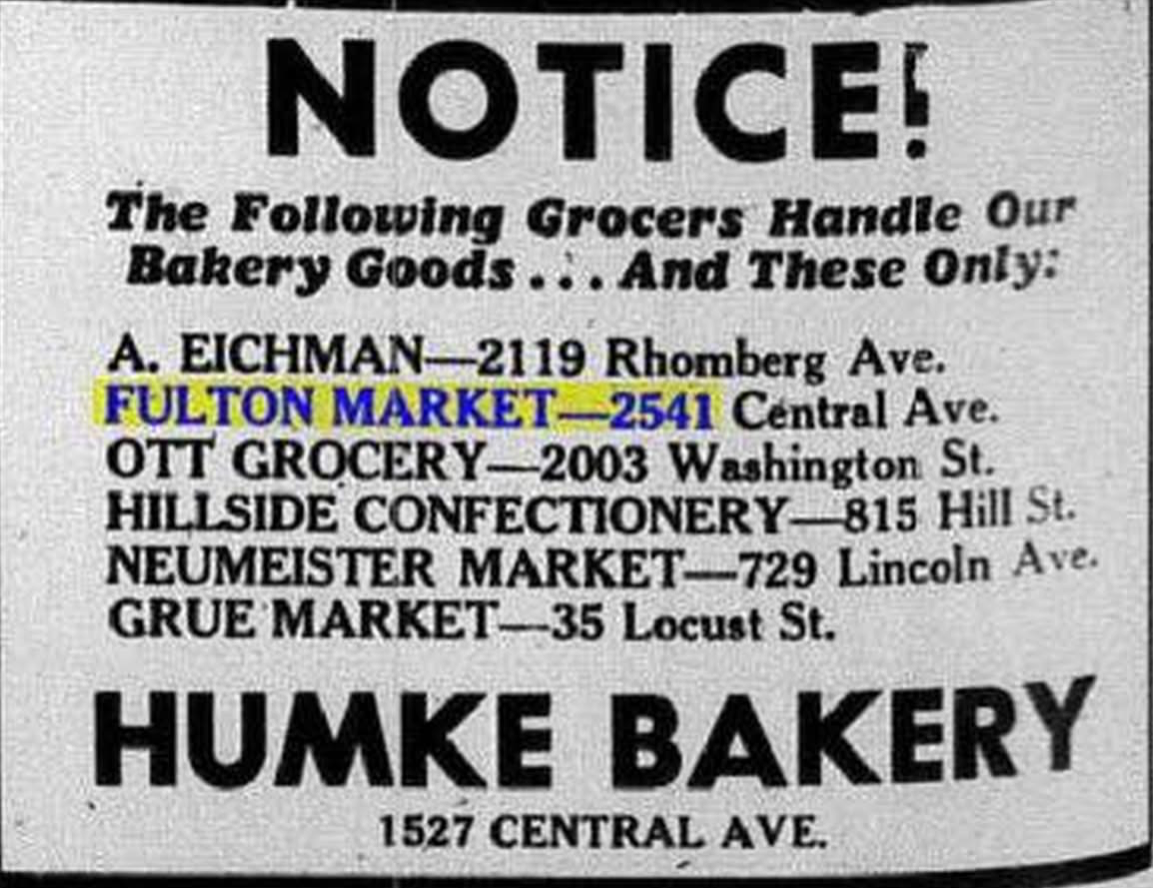 NOTICE!
The Following Grocers Handle Our
Bakery Goods . . . And These Only:
A. EICHMAN—2119 Rhomberg Ave.
FULTON MARKET—2541 Central Ave.
OTT GROCERY—2003 Washington St.
HILLSIDE CONFECTIONERY—815 Hill St.
NEUMEISTER MARKET—729 Lincoln Ave.
GRUE MARKET—35 Locust St.
HUMKE BAKERY
1527 CENTRAL AVE.